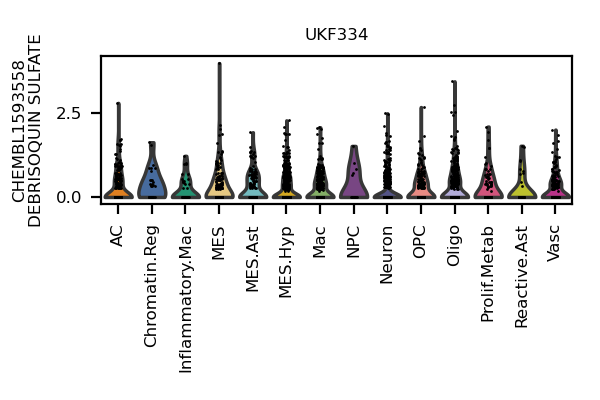 UKF334
CHEMBL1593558
DEBRISOQUIN SULFATE
2.5
0.0
AC
Chromatin.Reg
Inflammatory.Mac
MES
MES.Ast
MES.Hyp
Mac
NPC
Neuron
OPC
Oligo
Prolif.Metab
Reactive.Ast
Vasc